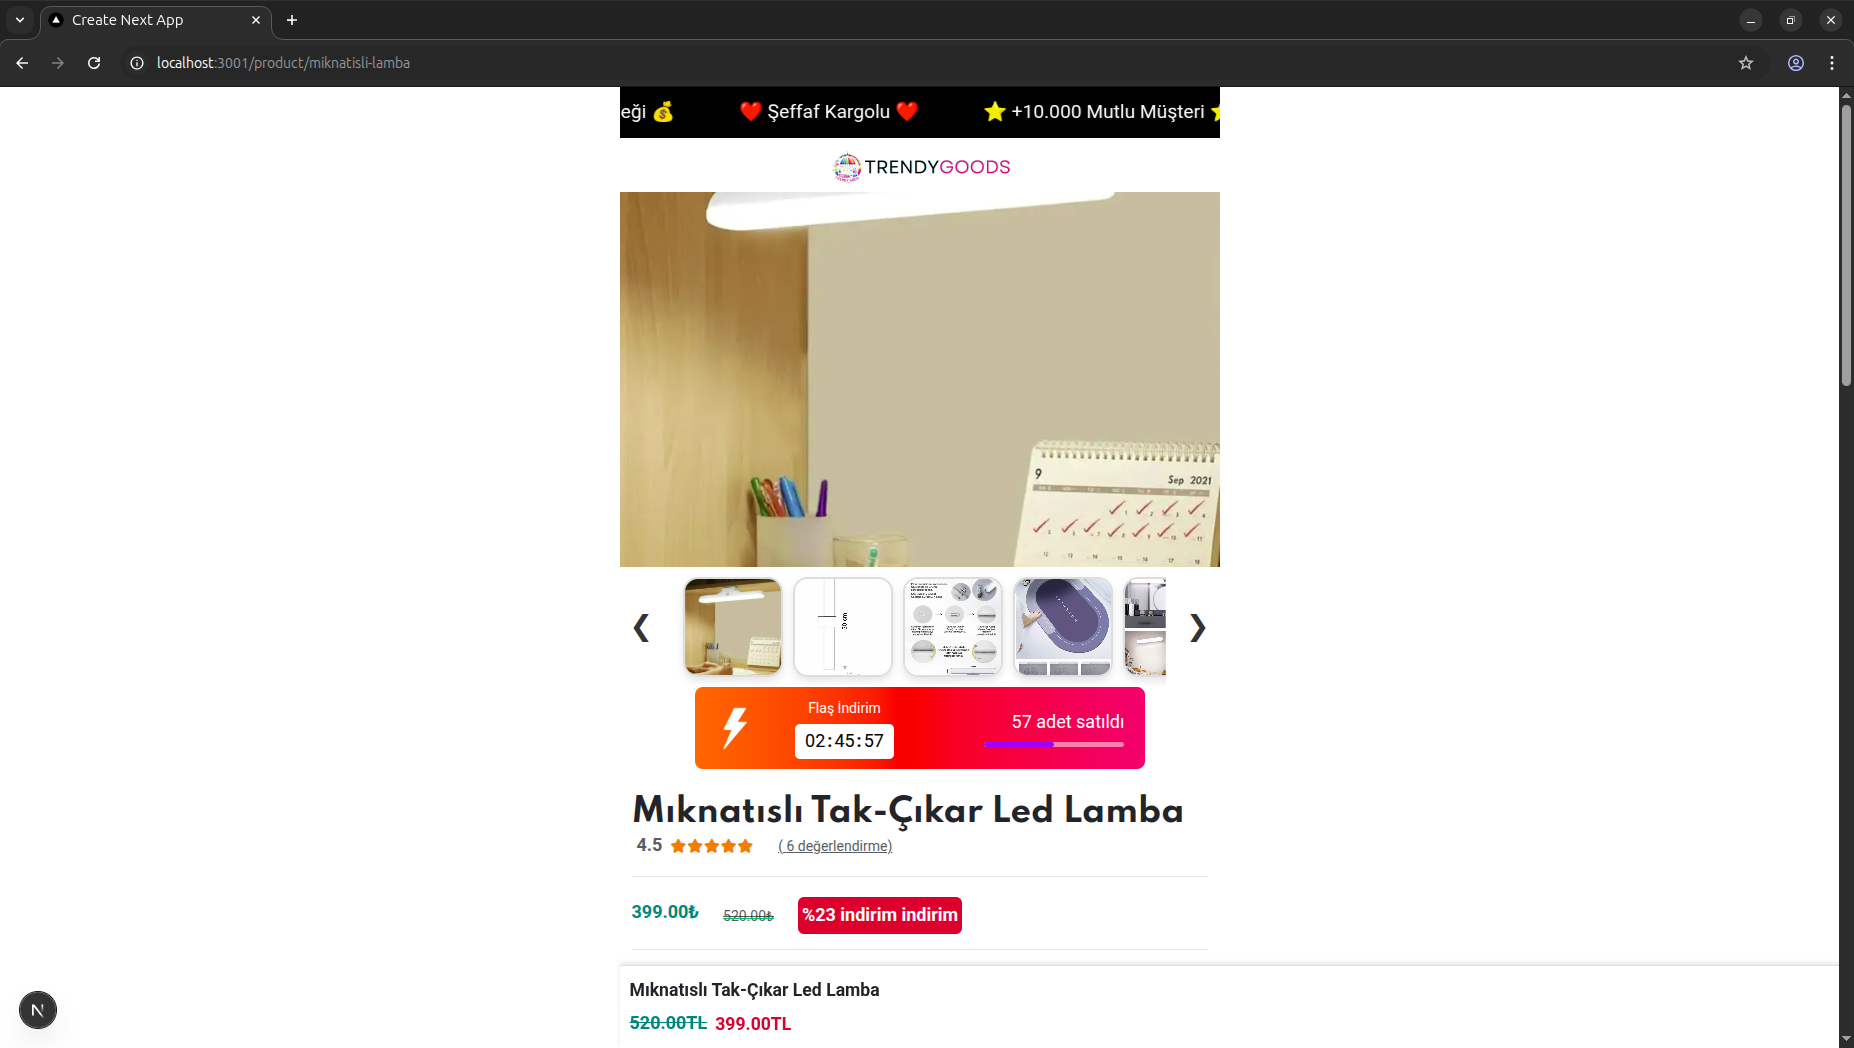 Create Next App
localhost:3001/product/miknatisli-lamba
eği 💰 ❤️ Şeffaf Kargolu ❤️ ⭐ +10.000 Mutlu Müşteri ⭐
TRENDYGOODS
9
Sep 2021
30 cm
❮ ❯
Flaş İndirim
02:45:57
57 adet satıldı
Mıknatıslı Tak-Çıkar Led Lamba
4.5 ★★★★★ ( 6 değerlendirme)
399.00₺ 520.00₺ %23 indirim indirim
Mıknatıslı Tak-Çıkar Led Lamba
520.00TL 399.00TL
N